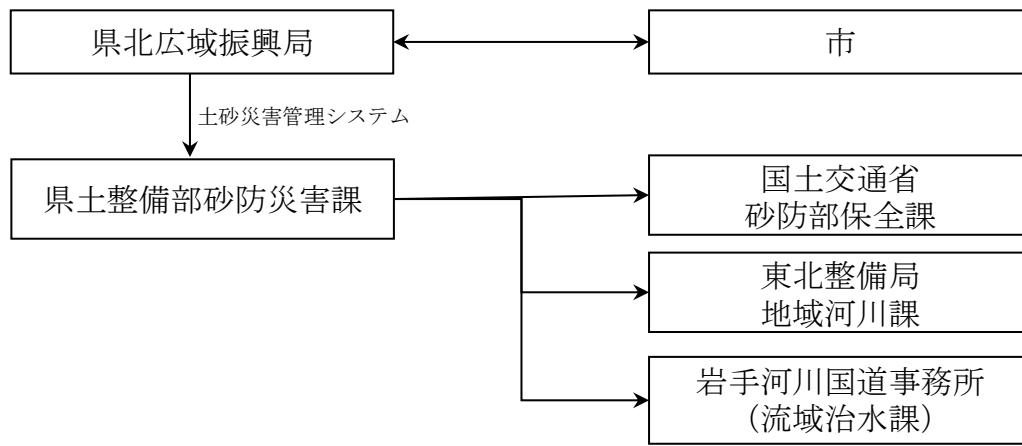 県北広域振興局
市
土砂災害管理システム
県土整備部砂防災害課
国土交通省
砂防部保全課
東北整備局
地域河川課
岩手河川国道事務所
（流域治水課）